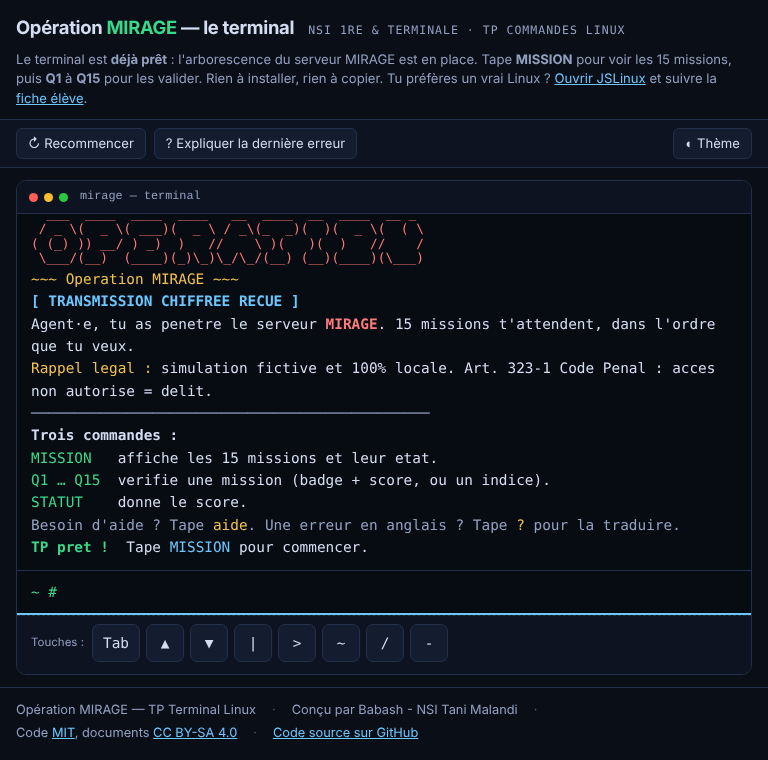 Opération MIRAGE — le terminal NSI 1RE & TERMINALE · TP COMMANDES LINUX
Le terminal est déjà prêt : l'arborescence du serveur MIRAGE est en place. Tape MISSION pour voir les 15 missions,
puis Q1 à Q15 pour les valider. Rien à installer, rien à copier. Tu préfères un vrai Linux ? Ouvrir JSLinux et suivre la
fiche élève.
↻ Recommencer ? Expliquer la dernière erreur ◖ Thème
mirage — terminal
~~~ Operation MIRAGE ~~~
[ TRANSMISSION CHIFFREE RECUE ]
Agent·e, tu as penetre le serveur MIRAGE. 15 missions t'attendent, dans l'ordre
que tu veux.
Rappel legal : simulation fictive et 100% locale. Art. 323-1 Code Penal : acces
non autorise = delit.
Trois commandes :
MISSION affiche les 15 missions et leur etat.
Q1 … Q15 verifie une mission (badge + score, ou un indice).
STATUT donne le score.
Besoin d'aide ? Tape aide. Une erreur en anglais ? Tape ? pour la traduire.
TP pret ! Tape MISSION pour commencer.
~ #
Touches : Tab ▲ ▼ | > ~ / -
Opération MIRAGE — TP Terminal Linux · Conçu par Babash - NSI Tani Malandi ·
Code MIT, documents CC BY-SA 4.0 · Code source sur GitHub